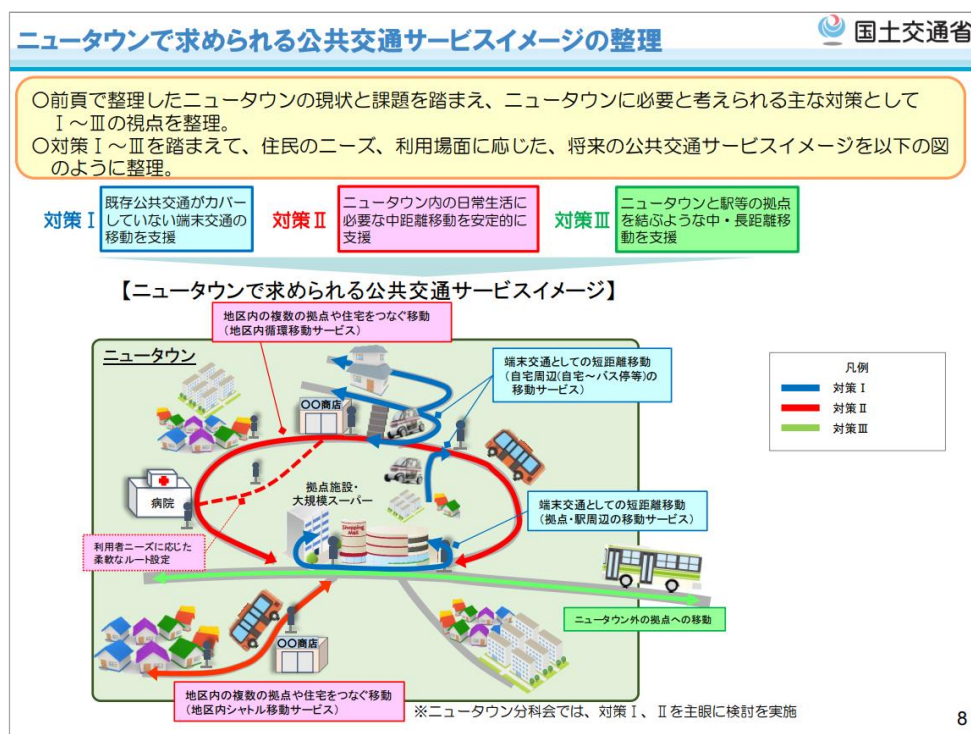 ニュータウンで求められる公共交通サービスイメージの整理
国土交通省
〇前頁で整理したニュータウンの現状と課題を踏まえ、ニュータウンに必要と考えられる主な対策として
Ⅰ～Ⅲの視点を整理。
〇対策Ⅰ～Ⅲを踏まえて、住民のニーズ、利用場面に応じた、将来の公共交通サービスイメージを以下の図
のように整理。
対策Ⅰ
既存公共交通がカバー
していない端末交通の
移動を支援
対策Ⅱ
ニュータウン内の日常生活に
必要な中距離移動を安定的に
支援
対策Ⅲ
ニュータウンと駅等の拠点
を結ぶような中・長距離移
動を支援
【ニュータウンで求められる公共交通サービスイメージ】
地区内の複数の拠点や住宅をつなぐ移動
（地区内循環移動サービス）
ニュータウン
端末交通としての短距離移動
（自宅周辺（自宅～バス停等）の
移動サービス）
凡例
対策Ⅰ
対策Ⅱ
対策Ⅲ
〇〇商店
病院
拠点施設・
大規模スーパー
Shopping
Mall
端末交通としての短距離移動
（拠点・駅周辺の移動サービス）
利用者ニーズに応じた
柔軟なルート設定
ニュータウン外の拠点への移動
〇〇商店
地区内の複数の拠点や住宅をつなぐ移動
（地区内シャトル移動サービス）
※ニュータウン分科会では、対策Ⅰ、Ⅱを主眼に検討を実施
8